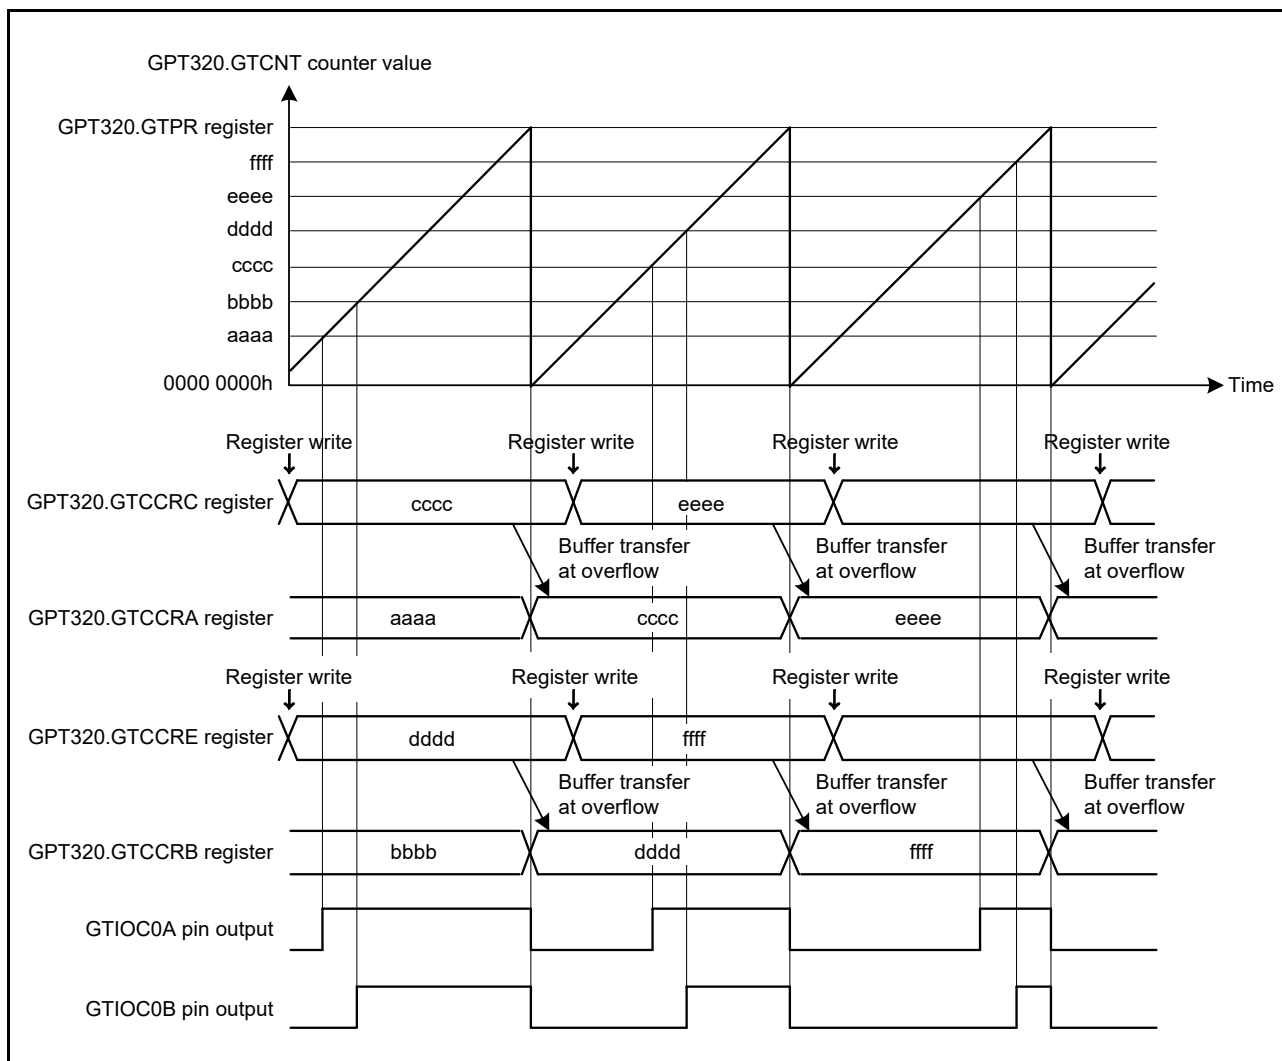 GPT320.GTCNT counter value
GPT320.GTPR register
ffff
eeee
dddd
cccc
bbbb
aaaa
0000 0000h
Time
Register write Register write Register write Register write
GPT320.GTCCRC register cccc eeee
Buffer transfer Buffer transfer Buffer transfer
at overflow at overflow at overflow
GPT320.GTCCRA register aaaa cccc eeee
Register write Register write Register write Register write
GPT320.GTCCRE register dddd ffff
Buffer transfer Buffer transfer Buffer transfer
at overflow at overflow at overflow
GPT320.GTCCRB register bbbb dddd ffff
GTIOC0A pin output
GTIOC0B pin output